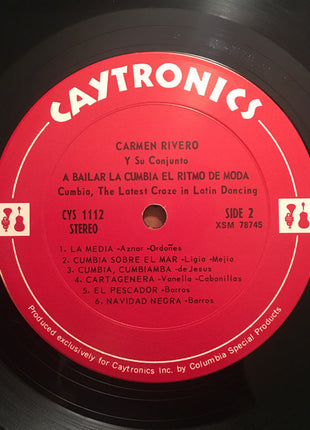 CAYTRONICS
CARMEN RIVERO
Y Su Conjunto
A BAILAR LA CUMBIA EL RITMO DE MODA
Cumbia, The Latest Craze in Latin Dancing
CYS 1112 SIDE 2
STEREO XSM 78745
1. LA MEDIA -Aznar -Ordoñes
2. CUMBIA SOBRE EL MAR -Ligia -Mejia
3. CUMBIA, CUMBIAMBA -de Jesus
4. CARTAGENERA -Vanella -Cabanillas
5. EL PESCADOR -Barros
6. NAVIDAD NEGRA -Barros
Produced exclusively for Caytronics Inc. by Columbia Special Products